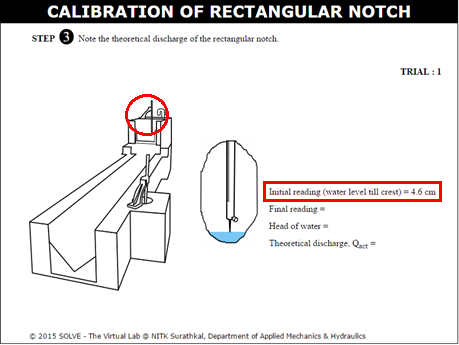 CALIBRATION OF RECTANGULAR NOTCH
STEP 3 Note the theoretical discharge of the rectangular notch.
TRIAL : 1
Initial reading (water level till crest) = 4.6 cm
Final reading =
Head of water =
Theoretical discharge, Qact =
© 2015 SOLVE - The Virtual Lab @ NITK Surathkal, Department of Applied Mechanics & Hydraulics